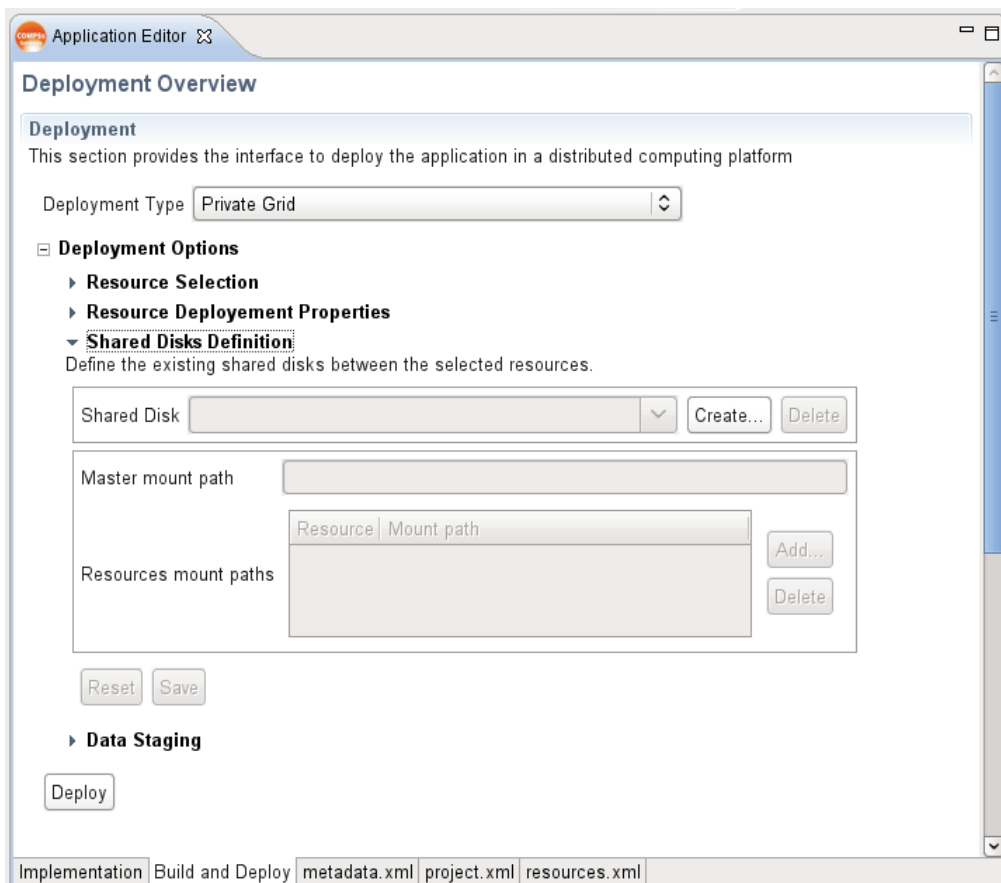 COMPSs
Application Editor
Deployment Overview
Deployment
This section provides the interface to deploy the application in a distributed computing platform
Deployment Type Private Grid
Deployment Options
Resource Selection
Resource Deployement Properties
Shared Disks Definition
Define the existing shared disks between the selected resources.
Shared Disk Create... Delete
Master mount path
Resource Mount path
Add...
Resources mount paths
Delete
Reset Save
Data Staging
Deploy
Implementation Build and Deploy metadata.xml project.xml resources.xml